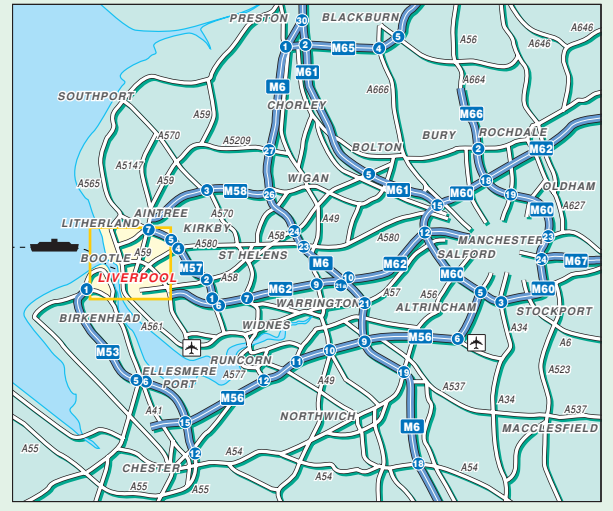 PRESTON 30 BLACKBURN
A646
1 2 M65 4 5 A56 A646
M61
M6 A666 A664
SOUTHPORT CHORLEY
A59 M66
A570 BURY ROCHDALE
A5209 27 BOLTON 2 M62
A5147
A565 A59 WIGAN 5 18
3 M58 26 M61 M60 19 OLDHAM
AINTREE 15 M60 A627
LITHERLAND A570 A49
7 KIRKBY 24 12 23
5 A58 A580 MANCHESTER
4 A580 23 SALFORD
BOOTLE A59 ST HELENS M6 24 M67
M57 M62
LIVERPOOL 2 A58 10 M60
1 M62 9 21A A57 A56 5 M60
1 6 7 WARRINGTON 21 ALTRINCHAM 3
BIRKENHEAD A561 WIDNES STOCKPORT
A34
M56 6
M53 9 A6
RUNCORN 10
ELLESMERE PORT 11 A523
5 6 A577 12 19
A49 A537
A41 M56 A34
15 NORTHWICH M6 A537
MACCLESFIELD
A55 12 A54
CHESTER 18 A54
A54
A55 A55